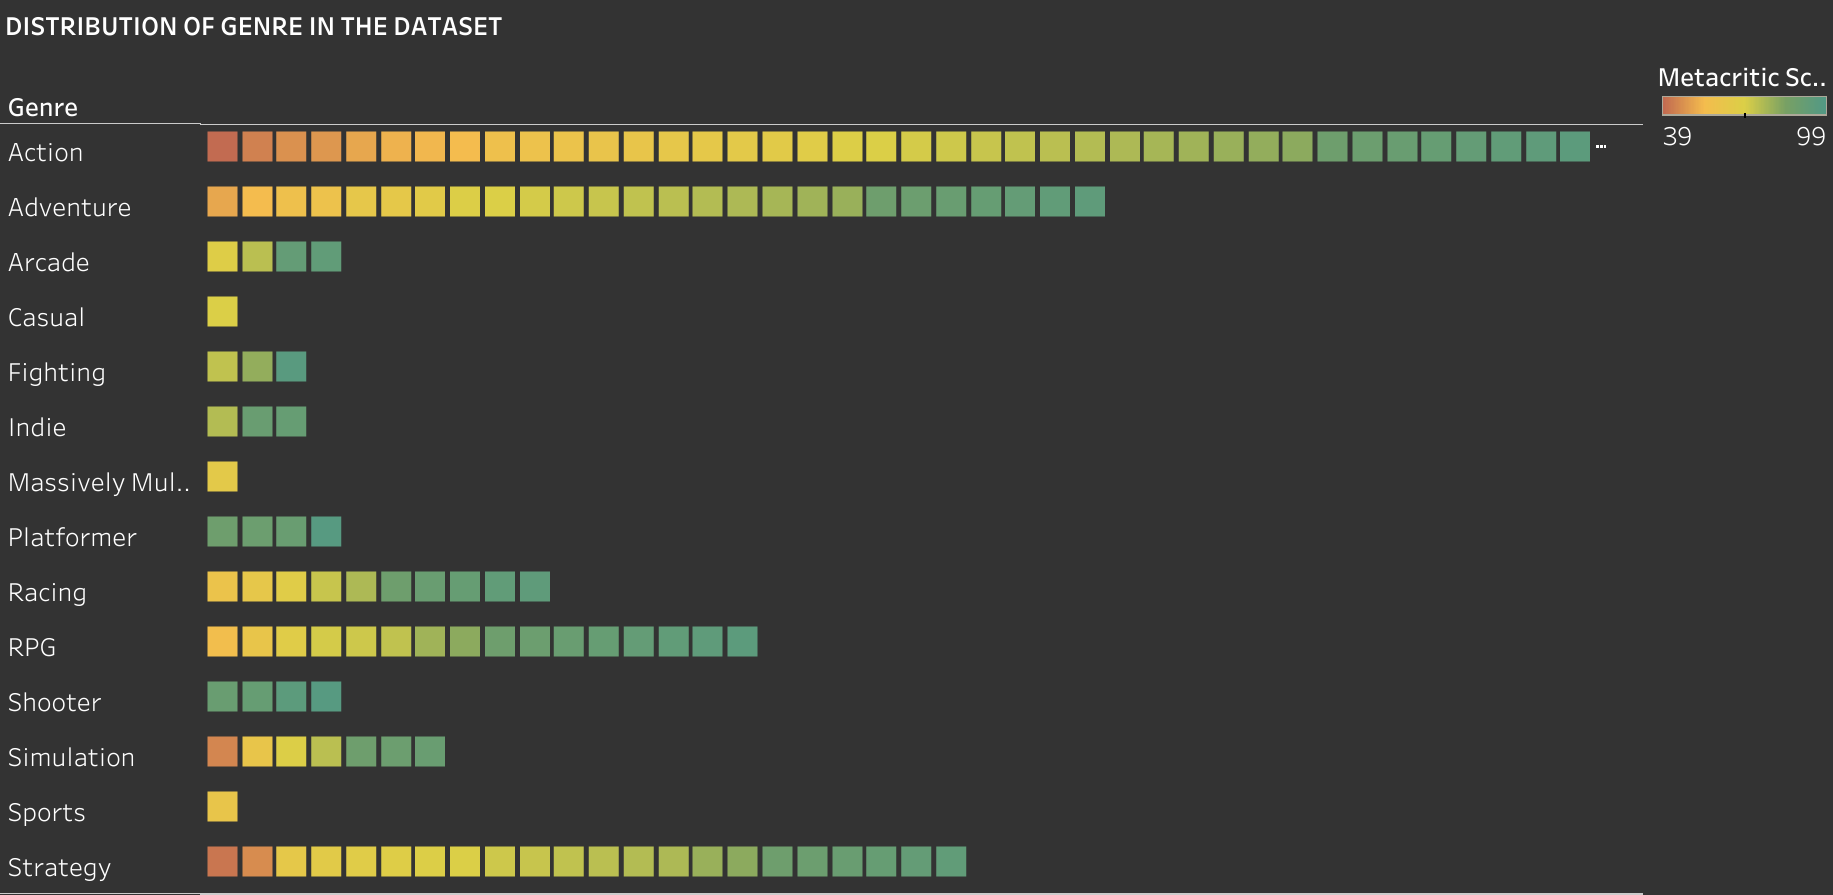 DISTRIBUTION OF GENRE IN THE DATASET
Metacritic Sc..
39 99
Genre
Action ...
Adventure
Arcade
Casual
Fighting
Indie
Massively Mul..
Platformer
Racing
RPG
Shooter
Simulation
Sports
Strategy